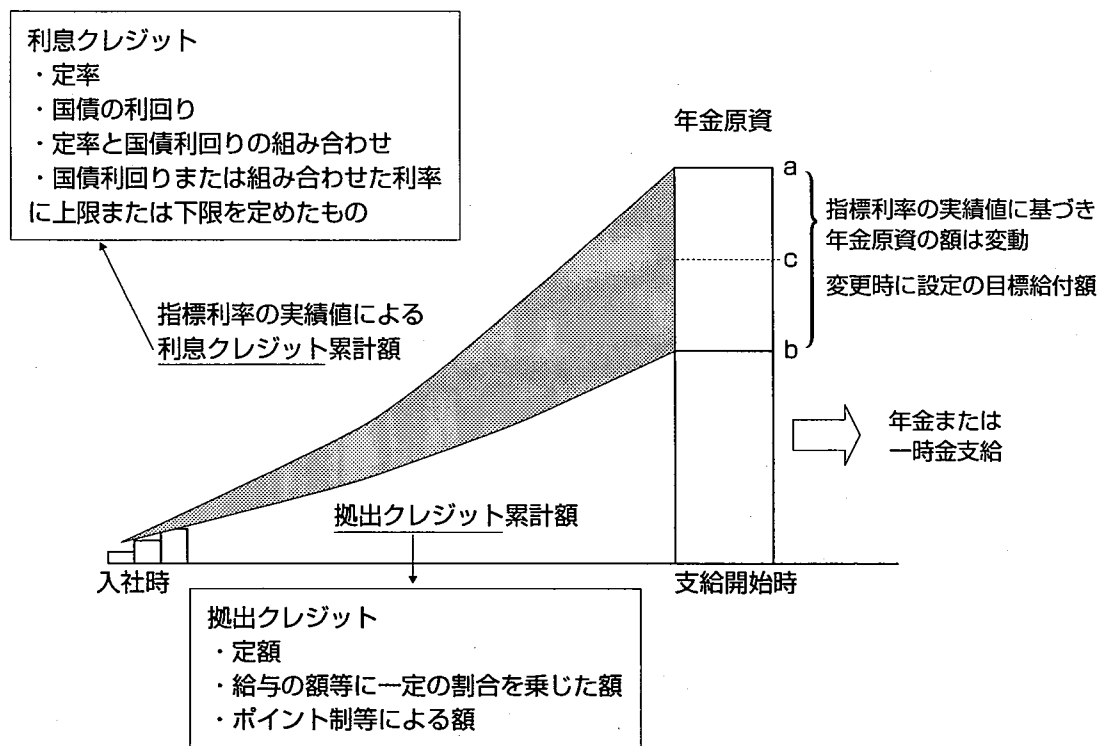 利息クレジット
・定率
・国債の利回り
・定率と国債利回りの組み合わせ
・国債利回りまたは組み合わせた利率
に上限または下限を定めたもの
年金原資
a
指標利率の実績値に基づき
年金原資の額は変動
c
変更時に設定の目標給付額
b
指標利率の実績値による
利息クレジット累計額
年金または
一時金支給
拠出クレジット累計額
入社時
支給開始時
拠出クレジット
・定額
・給与の額等に一定の割合を乗じた額
・ポイント制等による額